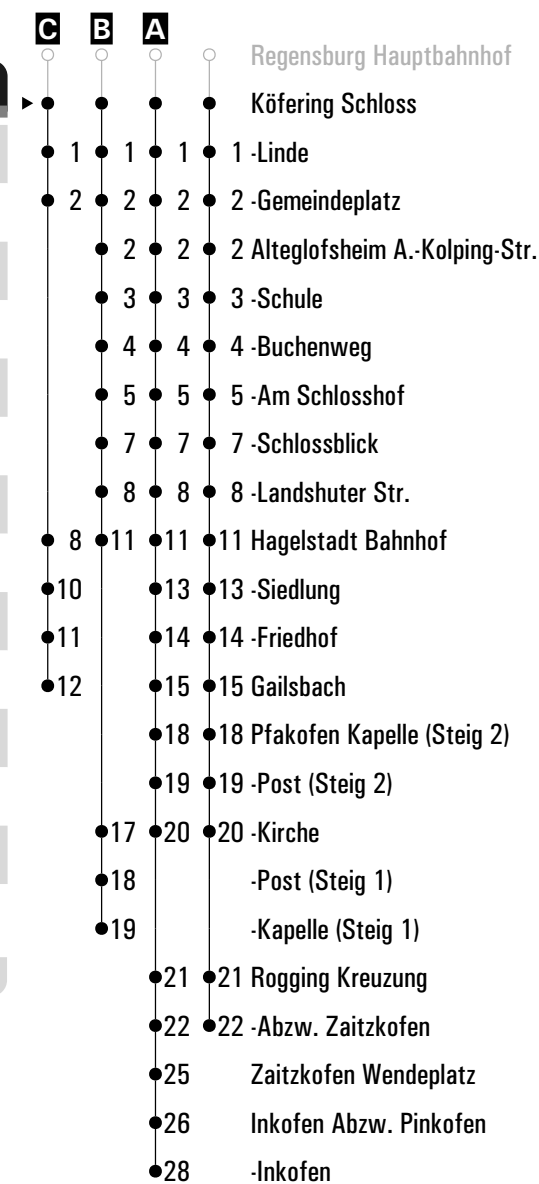 C B A
Regensburg Hauptbahnhof
Köfering Schloss
1 1 1 1 -Linde
2 2 2 2 -Gemeindeplatz
2 2 2 Alteglofsheim A.-Kolping-Str.
3 3 3 -Schule
4 4 4 -Buchenweg
5 5 5 -Am Schlosshof
7 7 7 -Schlossblick
8 8 8 -Landshuter Str.
8 11 11 11 Hagelstadt Bahnhof
10 13 13 -Siedlung
11 14 14 -Friedhof
12 15 15 Gailsbach
18 18 Pfakofen Kapelle (Steig 2)
19 19 -Post (Steig 2)
17 20 20 -Kirche
18 -Post (Steig 1)
19 -Kapelle (Steig 1)
21 21 Rogging Kreuzung
22 22 -Abzw. Zaitzkofen
25 Zaitzkofen Wendeplatz
26 Inkofen Abzw. Pinkofen
28 -Inkofen